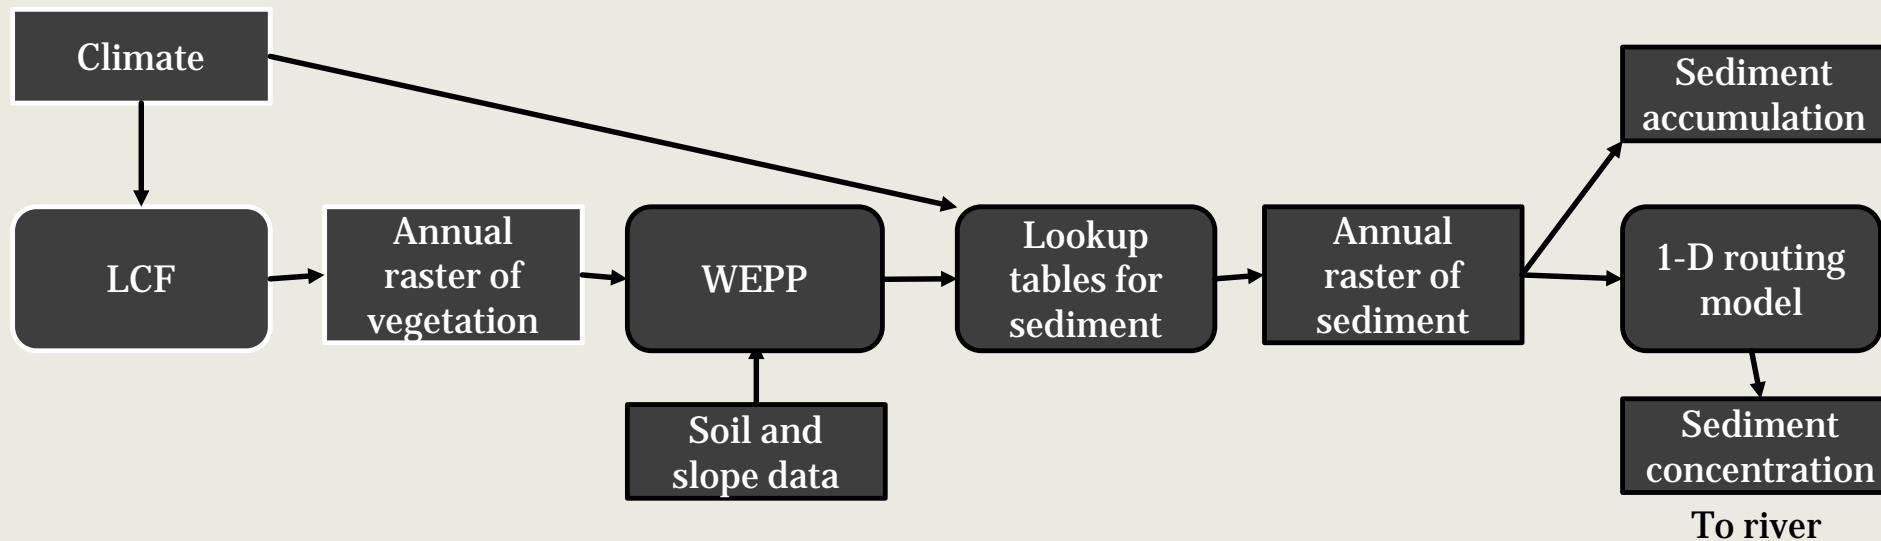 Climate
LCF
Annual
raster of
vegetation
WEPP
Soil and
slope data
Lookup
tables for
sediment
Annual
raster of
sediment
Sediment
accumulation
1-D routing
model
Sediment
concentration
To river